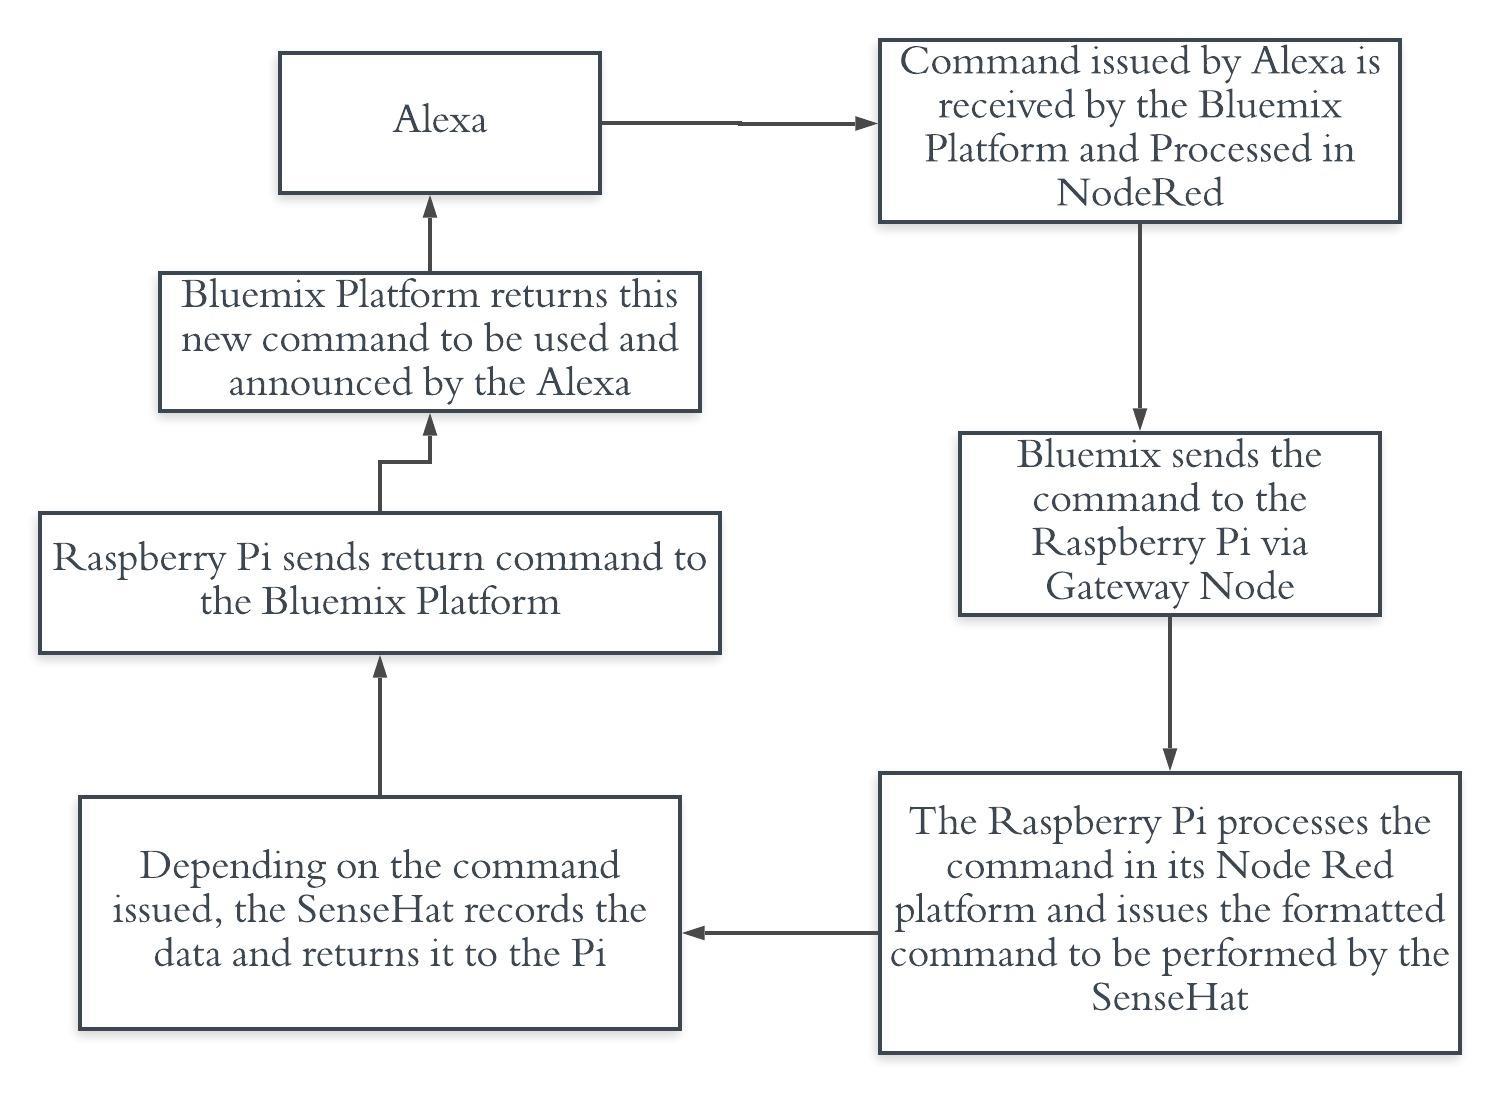 Alexa
Command issued by Alexa is
received by the Bluemix
Platform and Processed in
NodeRed
Bluemix sends the
command to the
Raspberry Pi via
Gateway Node
The Raspberry Pi processes the
command in its Node Red
platform and issues the formatted
command to be performed by the
SenseHat
Depending on the command
issued, the SenseHat records the
data and returns it to the Pi
Raspberry Pi sends return command to
the Bluemix Platform
Bluemix Platform returns this
new command to be used and
announced by the Alexa